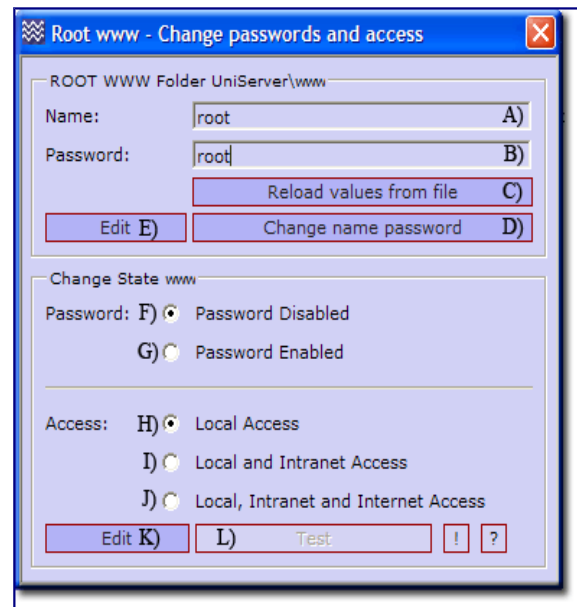 Root www - Change passwords and access
ROOT WWW Folder UniServer\www
Name: root A)
Password: root B)
Reload values from file C)
Edit E) Change name password D)
Change State www
Password: F) Password Disabled
G) Password Enabled
Access: H) Local Access
I) Local and Intranet Access
J) Local, Intranet and Internet Access
Edit K) L) Test ! ?